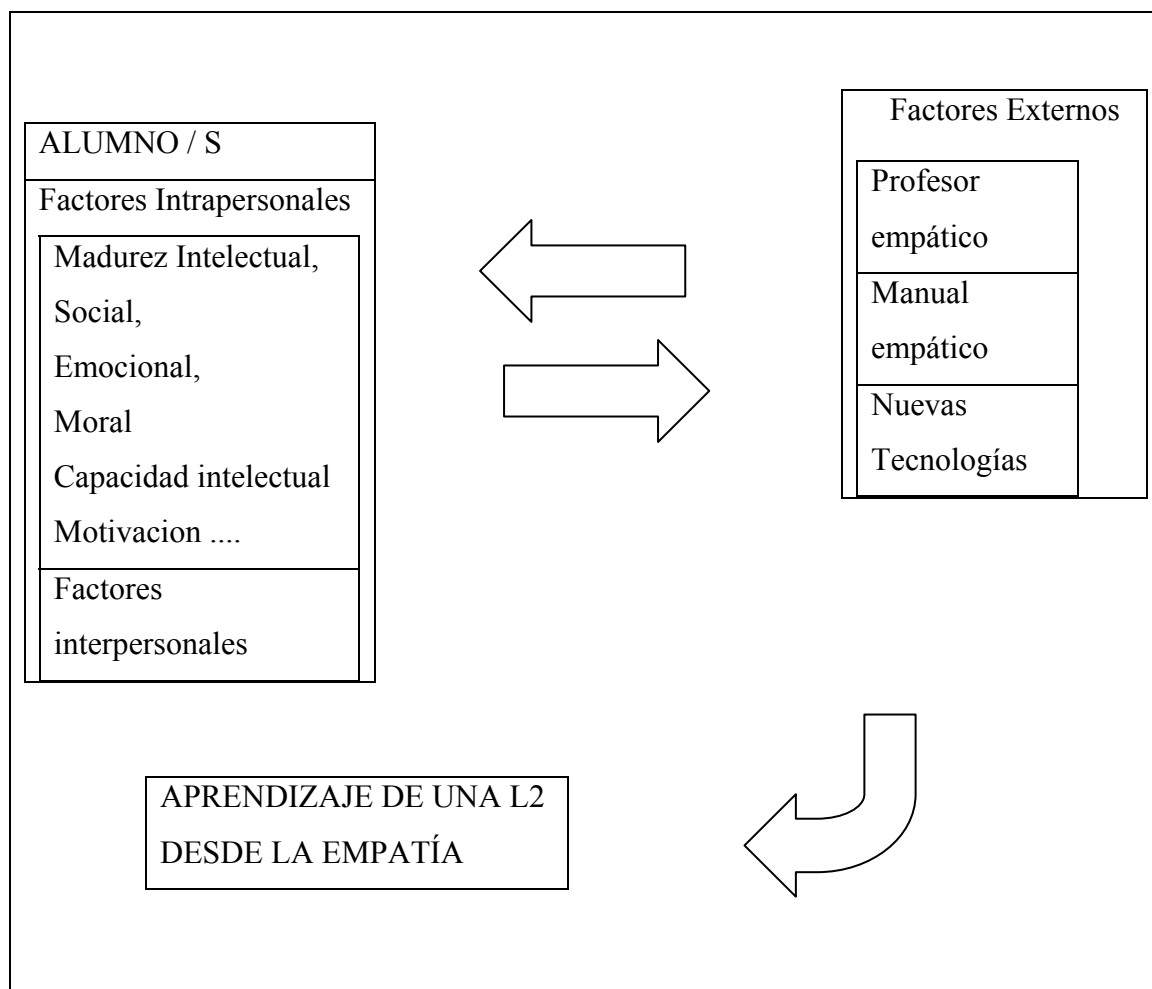 ALUMNO / S
Factores Intrapersonales
Madurez Intelectual,
Social,
Emocional,
Moral
Capacidad intelectual
Motivacion ....
Factores
interpersonales
Factores Externos
Profesor
empático
Manual
empático
Nuevas
Tecnologías
APRENDIZAJE DE UNA L2
DESDE LA EMPATÍA